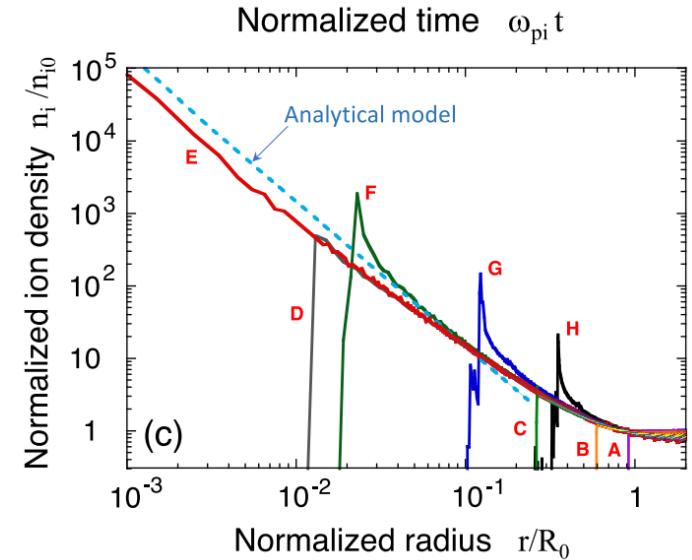 Normalized time ω_pi t
Normalized ion density n_i /n_i0
10^5
10^4
10^3
10^2
10
1
Analytical model
E
F
D
G
H
C
B
A
(c)
10^-3
10^-2
10^-1
1
Normalized radius r/R_0